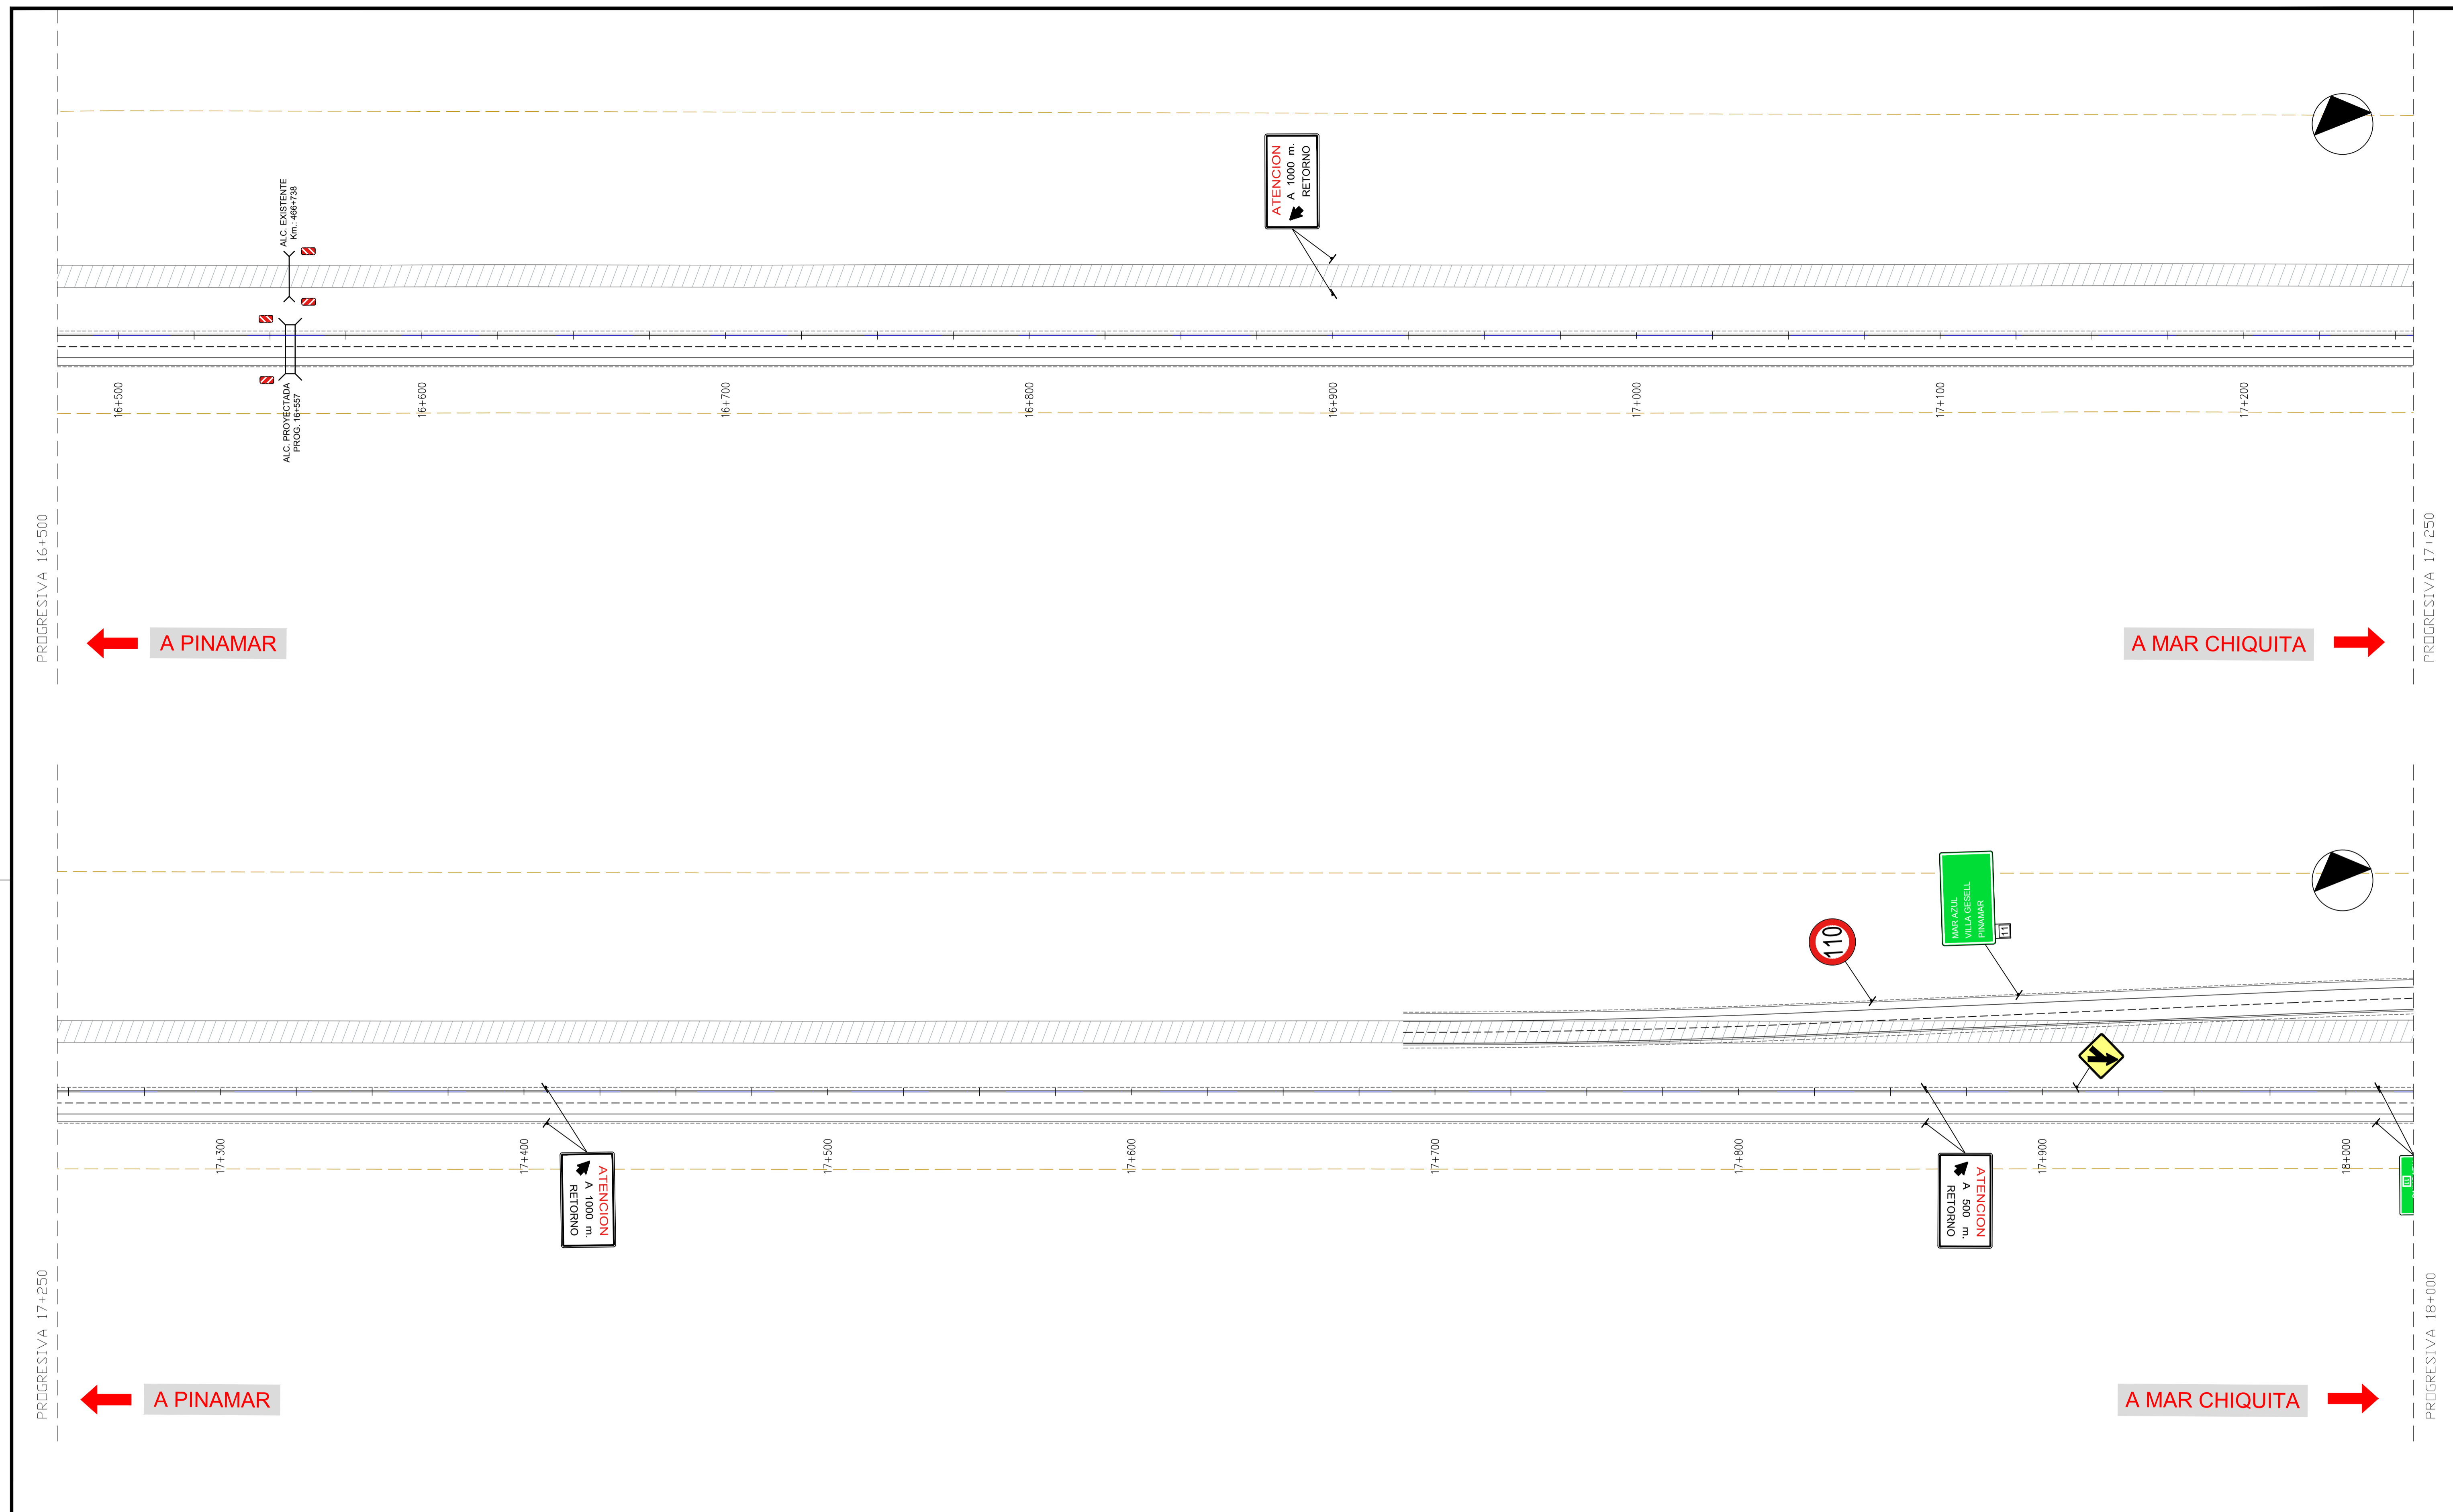 ALC. EXISTENTE
Km.: 466+738
ATENCION
A 1000 m.
RETORNO
16+500
16+600
16+700
16+800
16+900
17+000
17+100
17+200
ALC. PROYECTADA
PROG. 16+557
PROGRESIVA 16+500
PROGRESIVA 17+250
A PINAMAR
A MAR CHIQUITA
MAR AZUL
VILLA GESELL
PINAMAR
11
110
17+300
17+400
17+500
17+600
17+700
17+800
17+900
18+000
ATENCION
A 1000 m.
RETORNO
ATENCION
A 500 m.
RETORNO
PROGRESIVA 17+250
PROGRESIVA 18+000
A PINAMAR
A MAR CHIQUITA